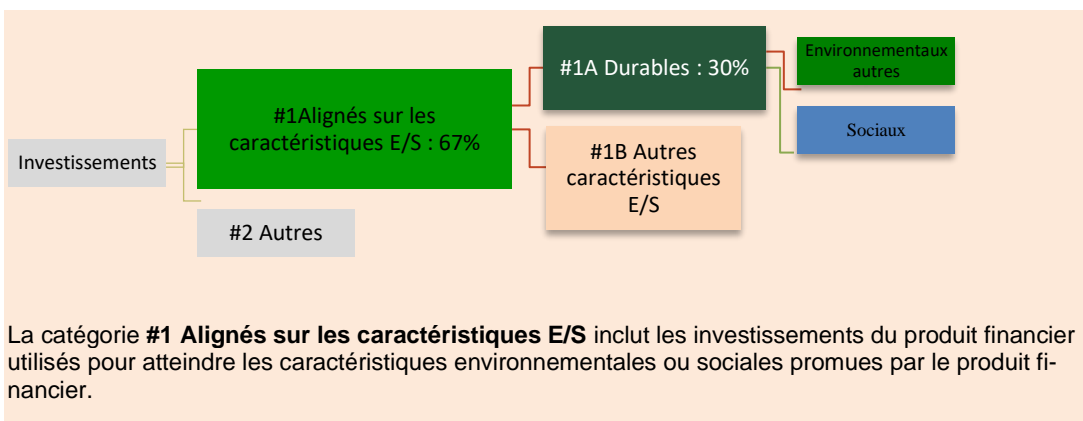 Investissements
#1Alignés sur les
caractéristiques E/S : 67%
#2 Autres
#1A Durables : 30%
#1B Autres
caractéristiques
E/S
Environnementaux
autres
Sociaux
La catégorie #1 Alignés sur les caractéristiques E/S inclut les investissements du produit financier
utilisés pour atteindre les caractéristiques environnementales ou sociales promues par le produit fi-
nancier.